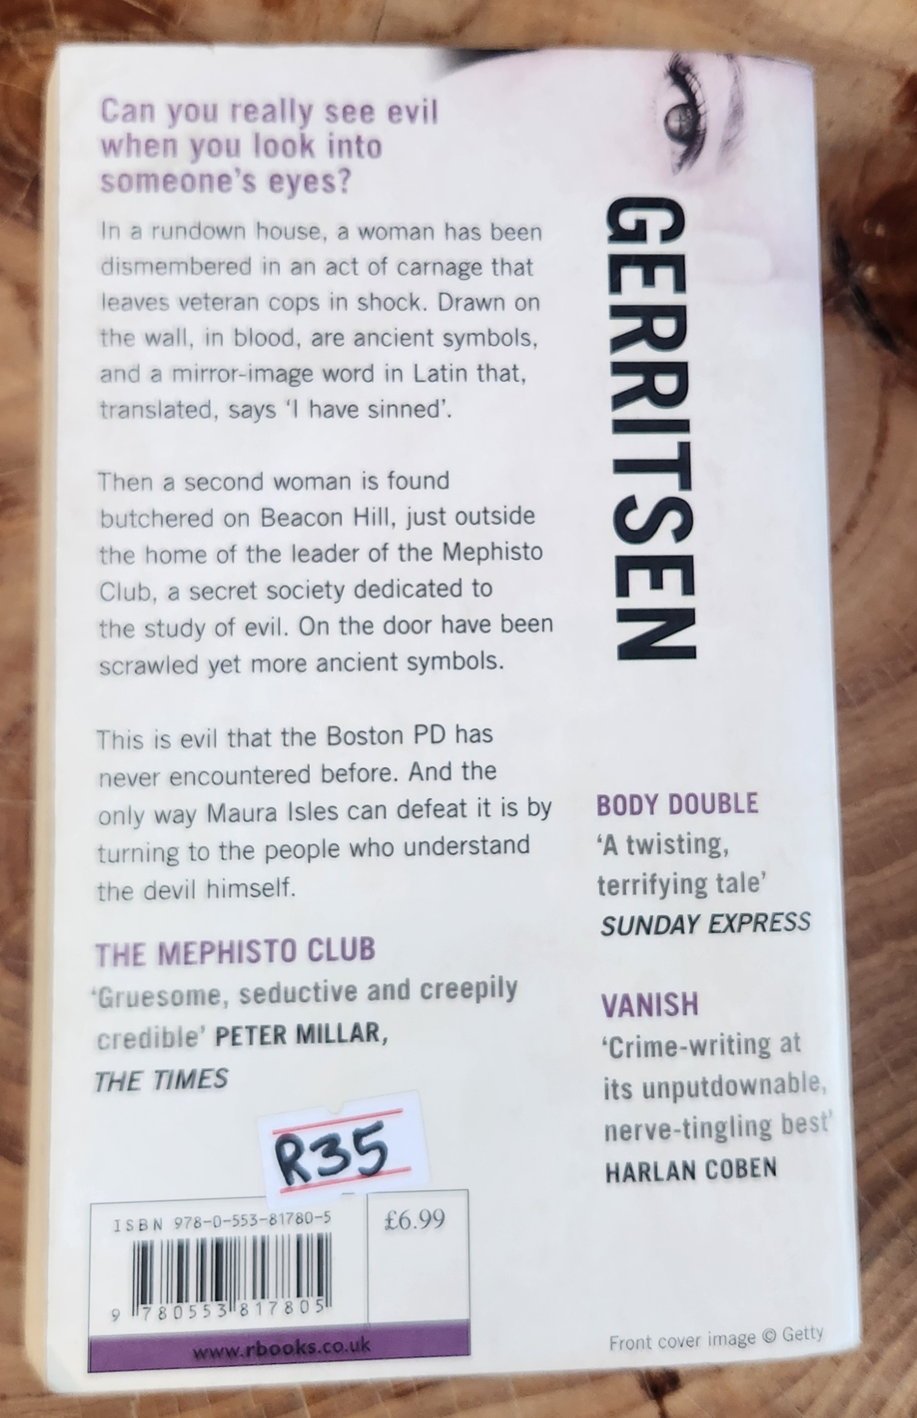 Can you really see evil
when you look into
someone's eyes?
In a rundown house, a woman has been
dismembered in an act of carnage that
leaves veteran cops in shock. Drawn on
the wall, in blood, are ancient symbols,
and a mirror-image word in Latin that,
translated, says 'I have sinned'.
Then a second woman is found
butchered on Beacon Hill, just outside
the home of the leader of the Mephisto
Club, a secret society dedicated to
the study of evil. On the door have been
scrawled yet more ancient symbols.
This is evil that the Boston PD has
never encountered before. And the
only way Maura Isles can defeat it is by
turning to the people who understand
the devil himself.
THE MEPHISTO CLUB
'Gruesome, seductive and creepily
credible' PETER MILLAR,
THE TIMES
GERRITSEN
BODY DOUBLE
'A twisting,
terrifying tale'
SUNDAY EXPRESS
VANISH
'Crime-writing at
its unputdownable,
nerve-tingling best'
HARLAN COBEN
R35
ISBN 978-0-553-81780-5
£6.99
9 780553 817805
www.rbooks.co.uk
Front cover image © Getty